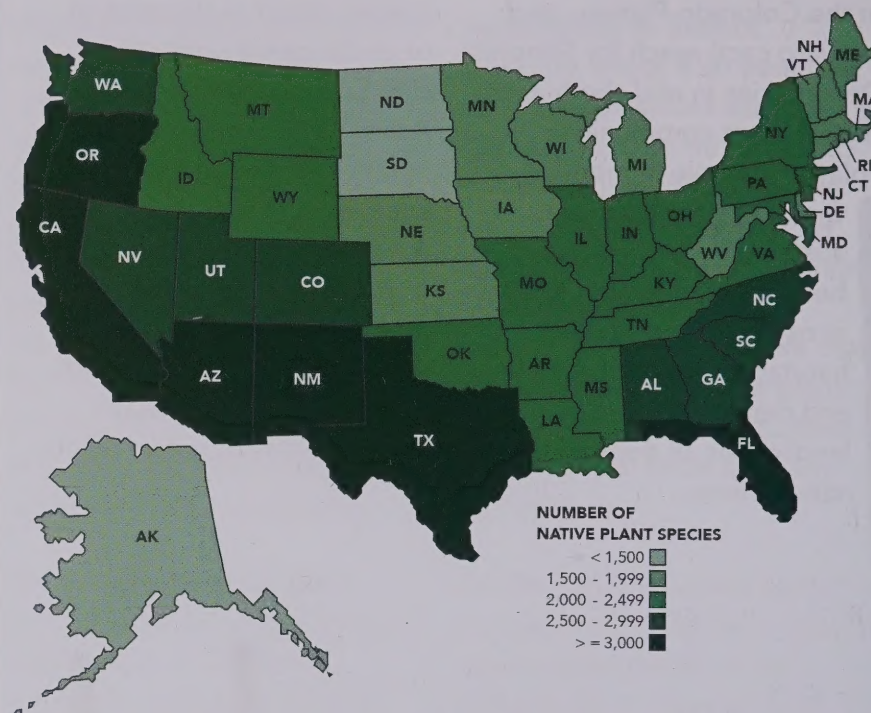 NH
VT
ME
WA
MT
ND
MN
MA
OR
ID
SD
WI
MI
NY
WY
RI
CT
CA
IA
PA
NJ
NE
OH
DE
NV
IL
IN
MD
UT
CO
WV
VA
KS
MO
KY
NC
TN
AZ
NM
OK
AR
SC
MS
AL
GA
TX
LA
FL
AK
NUMBER OF
NATIVE PLANT SPECIES
< 1,500
1,500 - 1,999
2,000 - 2,499
2,500 - 2,999
> = 3,000